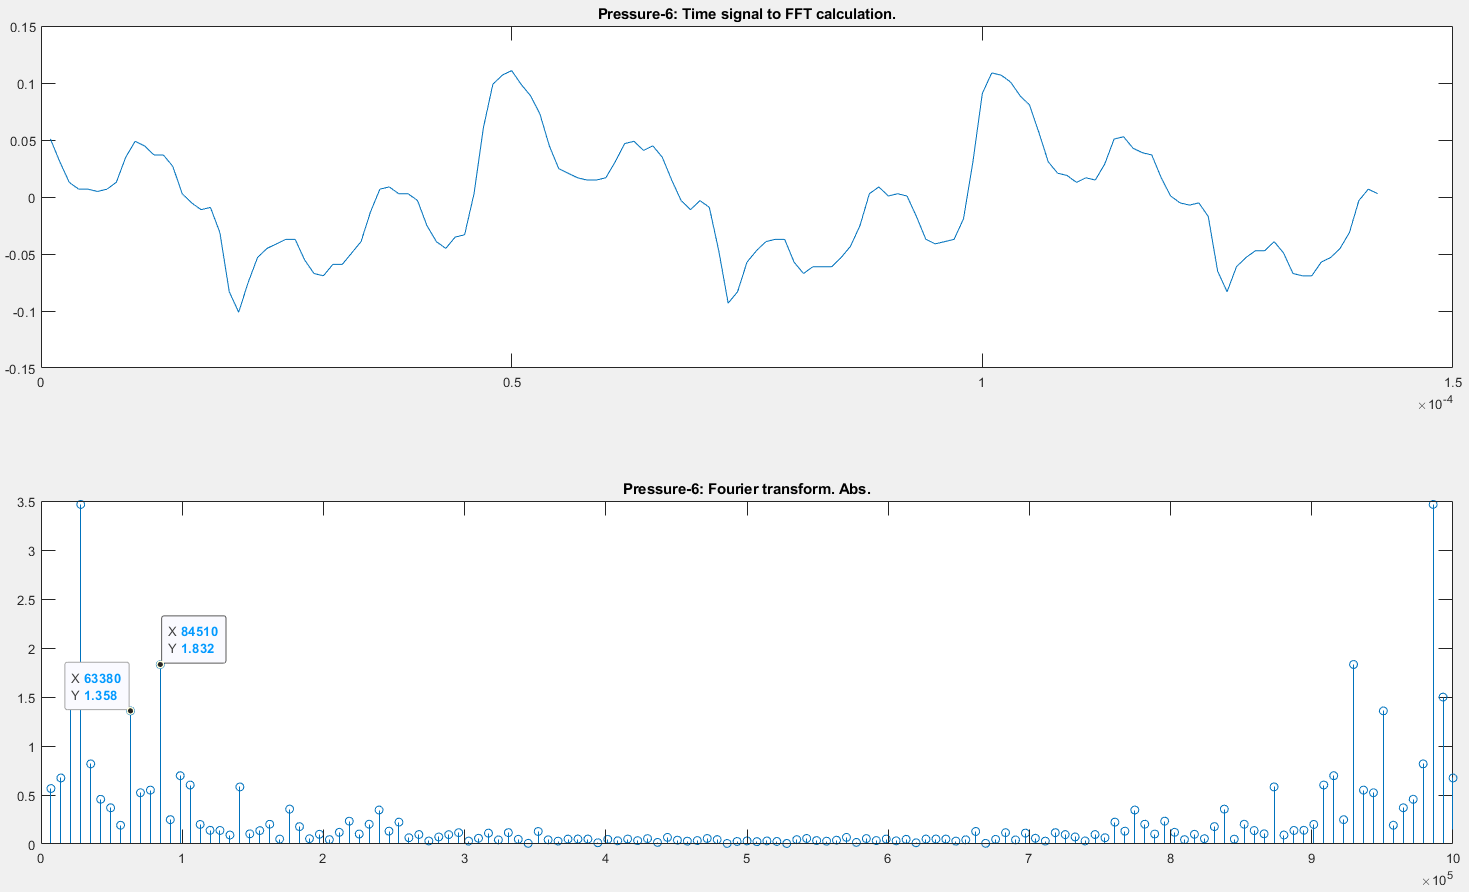 Pressure-6: Time signal to FFT calculation.
0.15
0.1
0.05
0
-0.05
-0.1
-0.15
0 0.5 1 1.5
×10-4
Pressure-6: Fourier transform. Abs.
3.5
3
2.5
2
1.5
1
0.5
0
X 84510
Y 1.832
X 63380
Y 1.358
0 1 2 3 4 5 6 7 8 9 10
×105